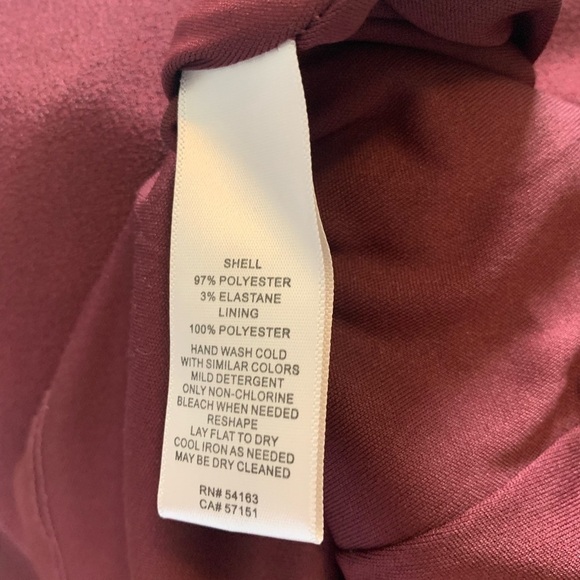 SHELL
97% POLYESTER
3% ELASTANE
LINING
100% POLYESTER
HAND WASH COLD
WITH SIMILAR COLORS
MILD DETERGENT
ONLY NON-CHLORINE
BLEACH WHEN NEEDED
RESHAPE
LAY FLAT TO DRY
COOL IRON AS NEEDED
MAY BE DRY CLEANED
RN# 54163
CA# 57151